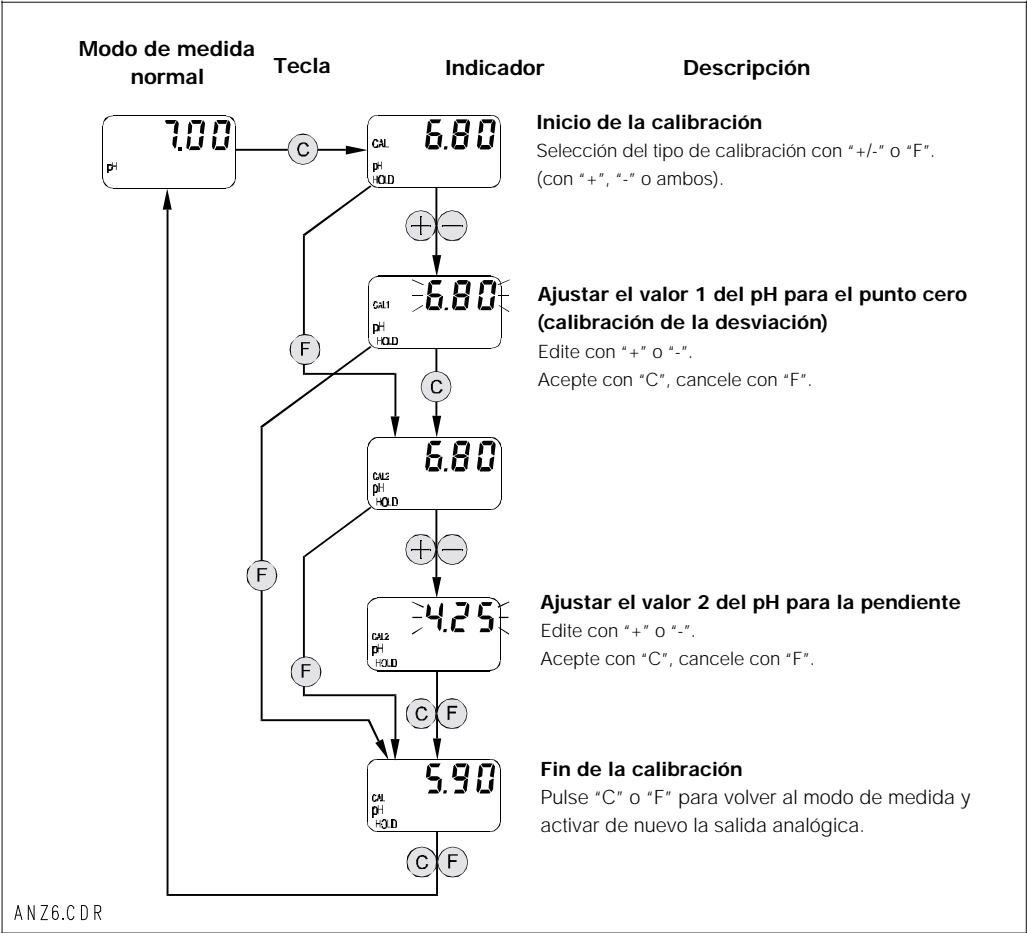 Modo de medida
normal
Tecla
Indicador
Descripción
7.00
pH
C
CAL
6.80
pH
HOLD
Inicio de la calibración
Selección del tipo de calibración con "+/-" o "F".
(con "+", "-" o ambos).
+ -
CAL1
6.80
pH
HOLD
Ajustar el valor 1 del pH para el punto cero
(calibración de la desviación)
Edite con "+" o "-".
Acepte con "C", cancele con "F".
F
C
6.80
CAL2
pH
HOLD
+ -
F
4.25
CAL2
pH
HOLD
Ajustar el valor 2 del pH para la pendiente
Edite con "+" o "-".
Acepte con "C", cancele con "F".
F
C F
5.90
CAL
pH
HOLD
Fin de la calibración
Pulse "C" o "F" para volver al modo de medida y
activar de nuevo la salida analógica.
C F
ANZ6.CDR